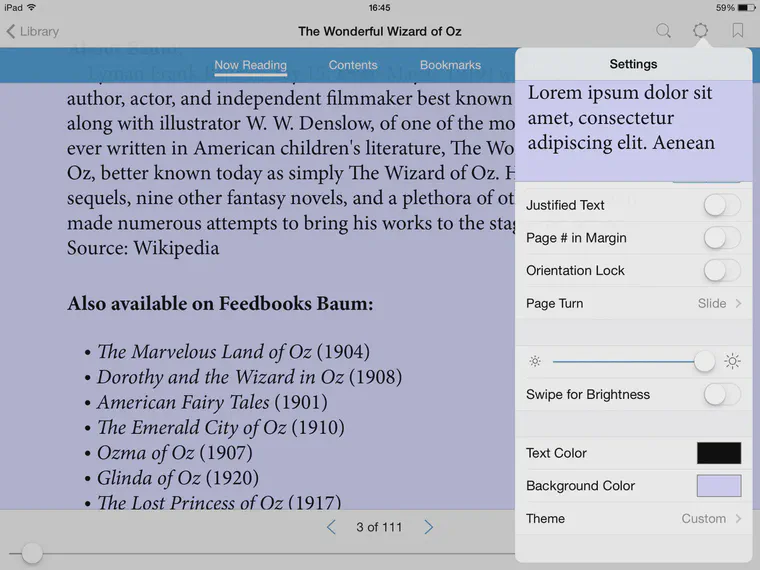 iPad
16:45
59%
Library
The Wonderful Wizard of Oz
Now Reading
Contents
Bookmarks
About Baum:
author, actor, and independent filmmaker best known
along with illustrator W. W. Denslow, of one of the mo
ever written in American children's literature, The Wo
Oz, better known today as simply The Wizard of Oz. H
sequels, nine other fantasy novels, and a plethora of ot
made numerous attempts to bring his works to the stag
Source: Wikipedia
Also available on Feedbooks Baum:
• The Marvelous Land of Oz (1904)
• Dorothy and the Wizard in Oz (1908)
• American Fairy Tales (1901)
• The Emerald City of Oz (1910)
• Ozma of Oz (1907)
• Glinda of Oz (1920)
• The Lost Princess of Oz (1917)
3 of 111
Settings
Lorem ipsum dolor sit
amet, consectetur
adipiscing elit. Aenean
Justified Text
Page # in Margin
Orientation Lock
Page Turn Slide
Swipe for Brightness
Text Color
Background Color
Theme Custom